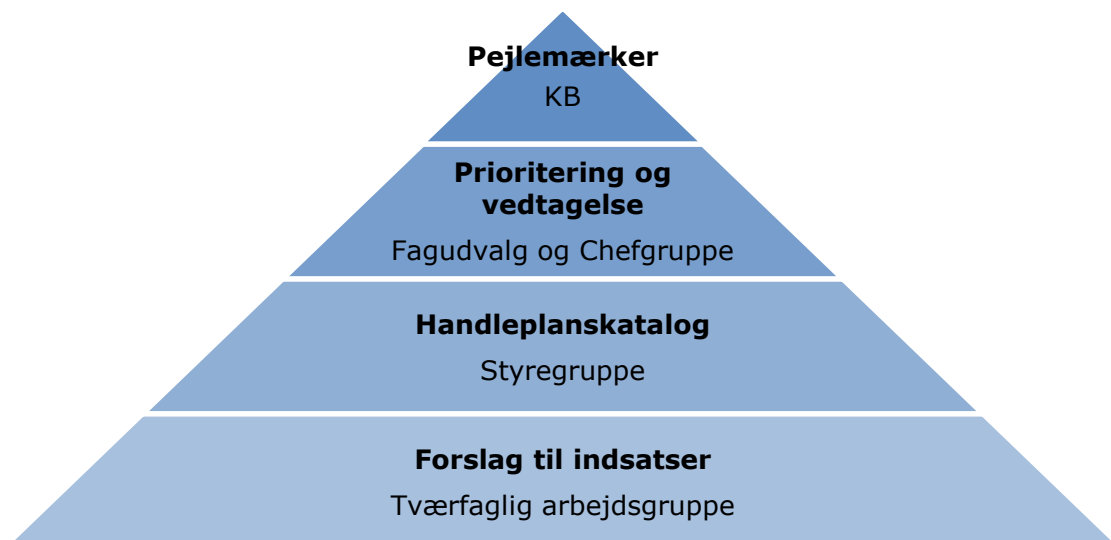 Pejlemærker
KB
Prioritering og
vedtagelse
Fagudvalg og Chefgruppe
Handleplanskatalog
Styregruppe
Forslag til indsatser
Tværfaglig arbejdsgruppe